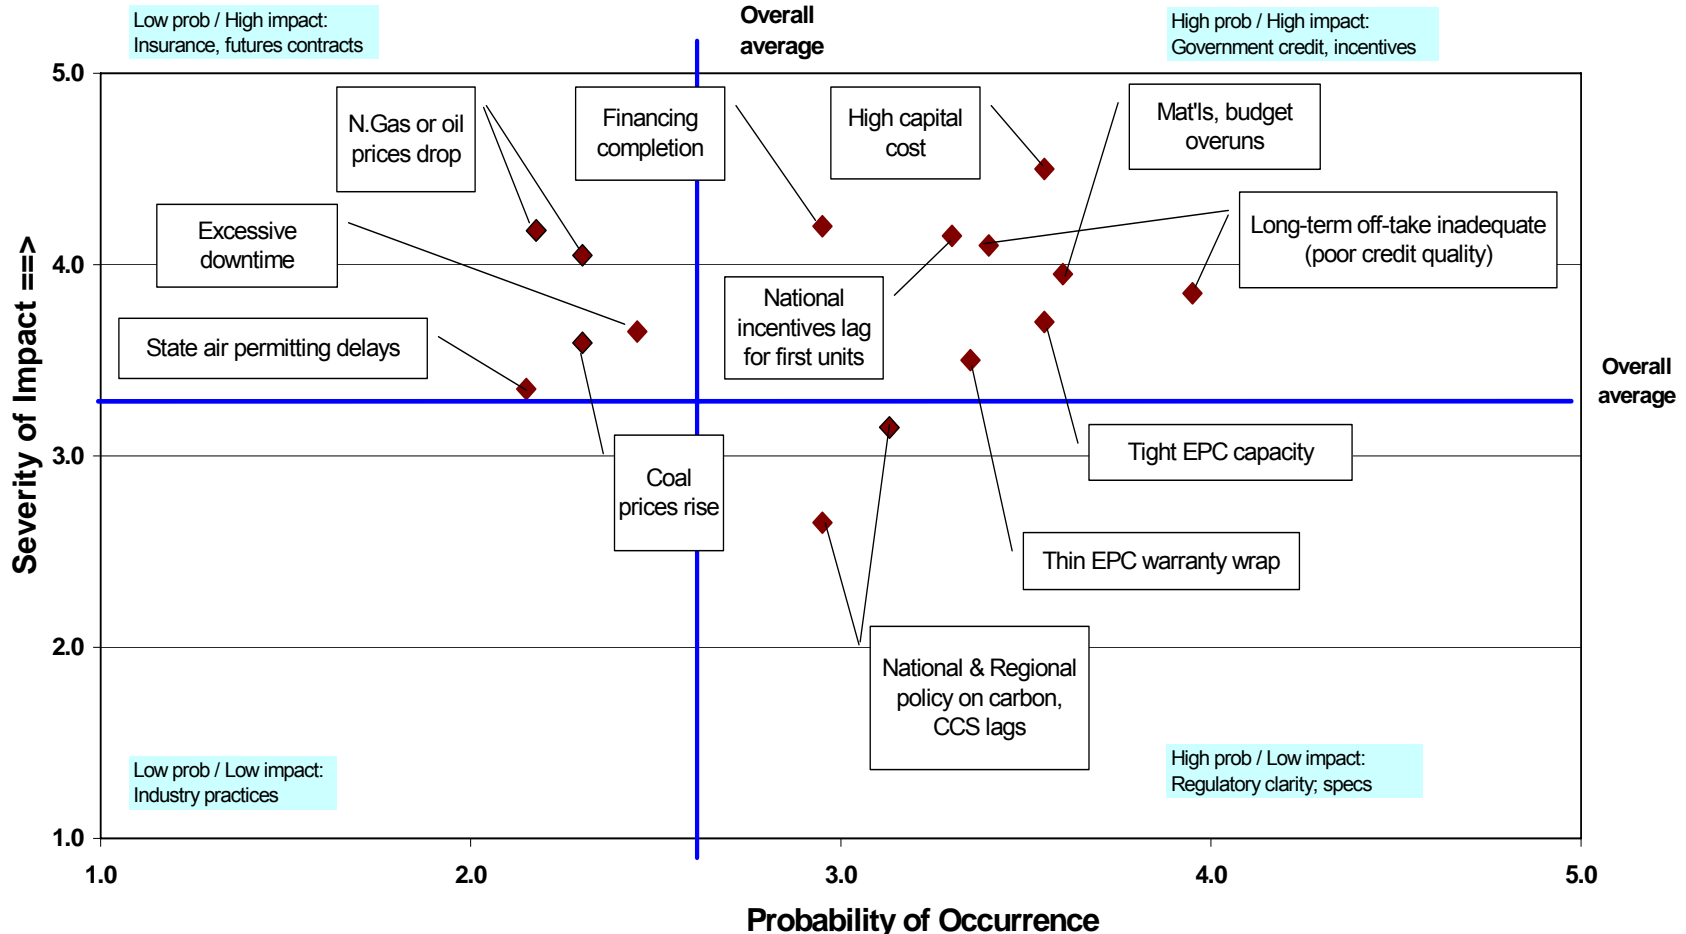 Low prob / High impact:
Insurance, futures contracts
Overall
average
High prob / High impact:
Government credit, incentives
5.0
N.Gas or oil
prices drop
Financing
completion
High capital
cost
Mat'ls, budget
overuns
Excessive
downtime
Long-term off-take inadequate
(poor credit quality)
4.0
National
incentives lag
for first units
State air permitting delays
Overall
average
Severity of Impact ==>
3.0
Tight EPC capacity
Coal
prices rise
Thin EPC warranty wrap
2.0
National & Regional
policy on carbon,
CCS lags
Low prob / Low impact:
Industry practices
High prob / Low impact:
Regulatory clarity; specs
1.0
1.0
2.0
3.0
4.0
5.0
Probability of Occurrence